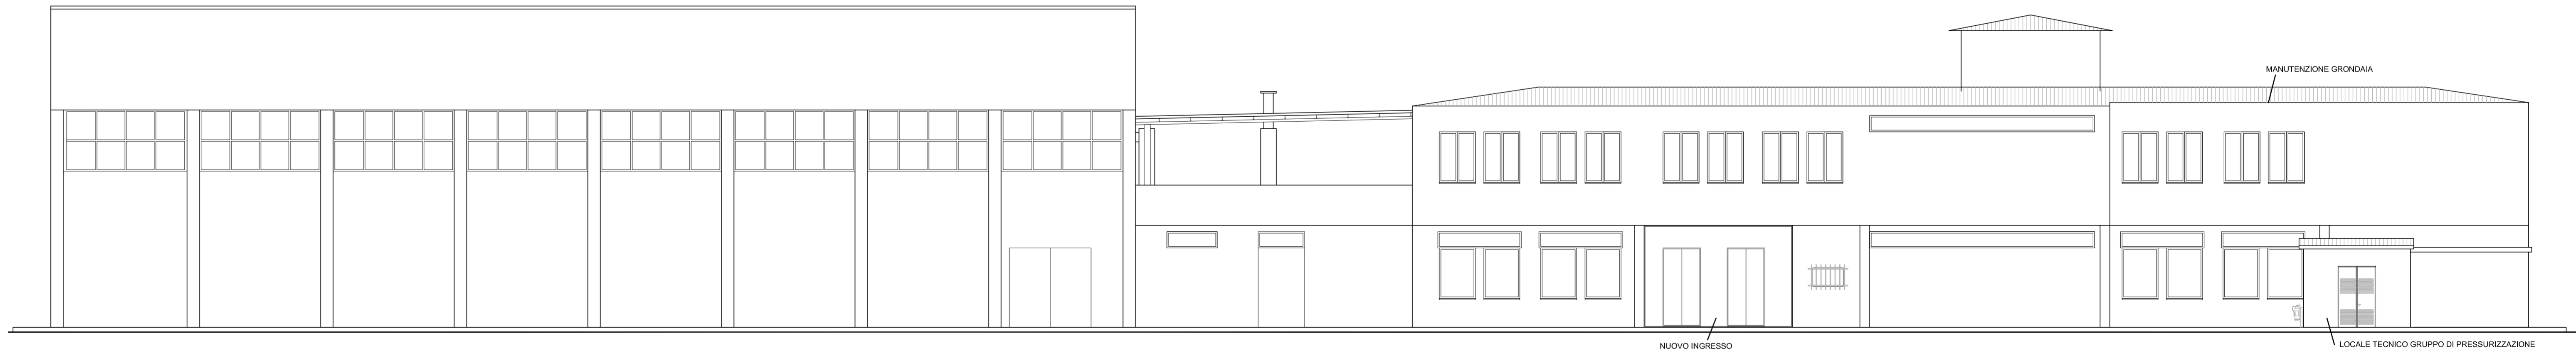 MANUTENZIONE GRONDAIA
NUOVO INGRESSO
LOCALE TECNICO GRUPPO DI PRESSURIZZAZIONE